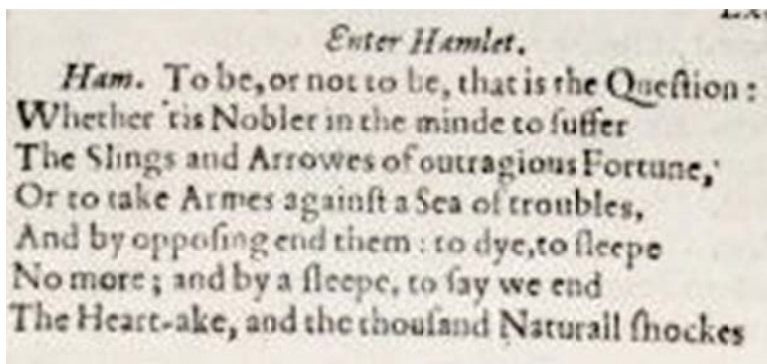 Enter Hamlet.
Ham. To be, or not to be, that is the Queſtion:
Whether 'tis Nobler in the minde to ſuffer
The Slings and Arrowes of outragious Fortune,
Or to take Armes againſt a Sea of troubles,
And by oppoſing end them: to dye, to ſleepe
No more; and by a ſleepe, to ſay we end
The Heart-ake, and the thouſand Naturall ſhockes